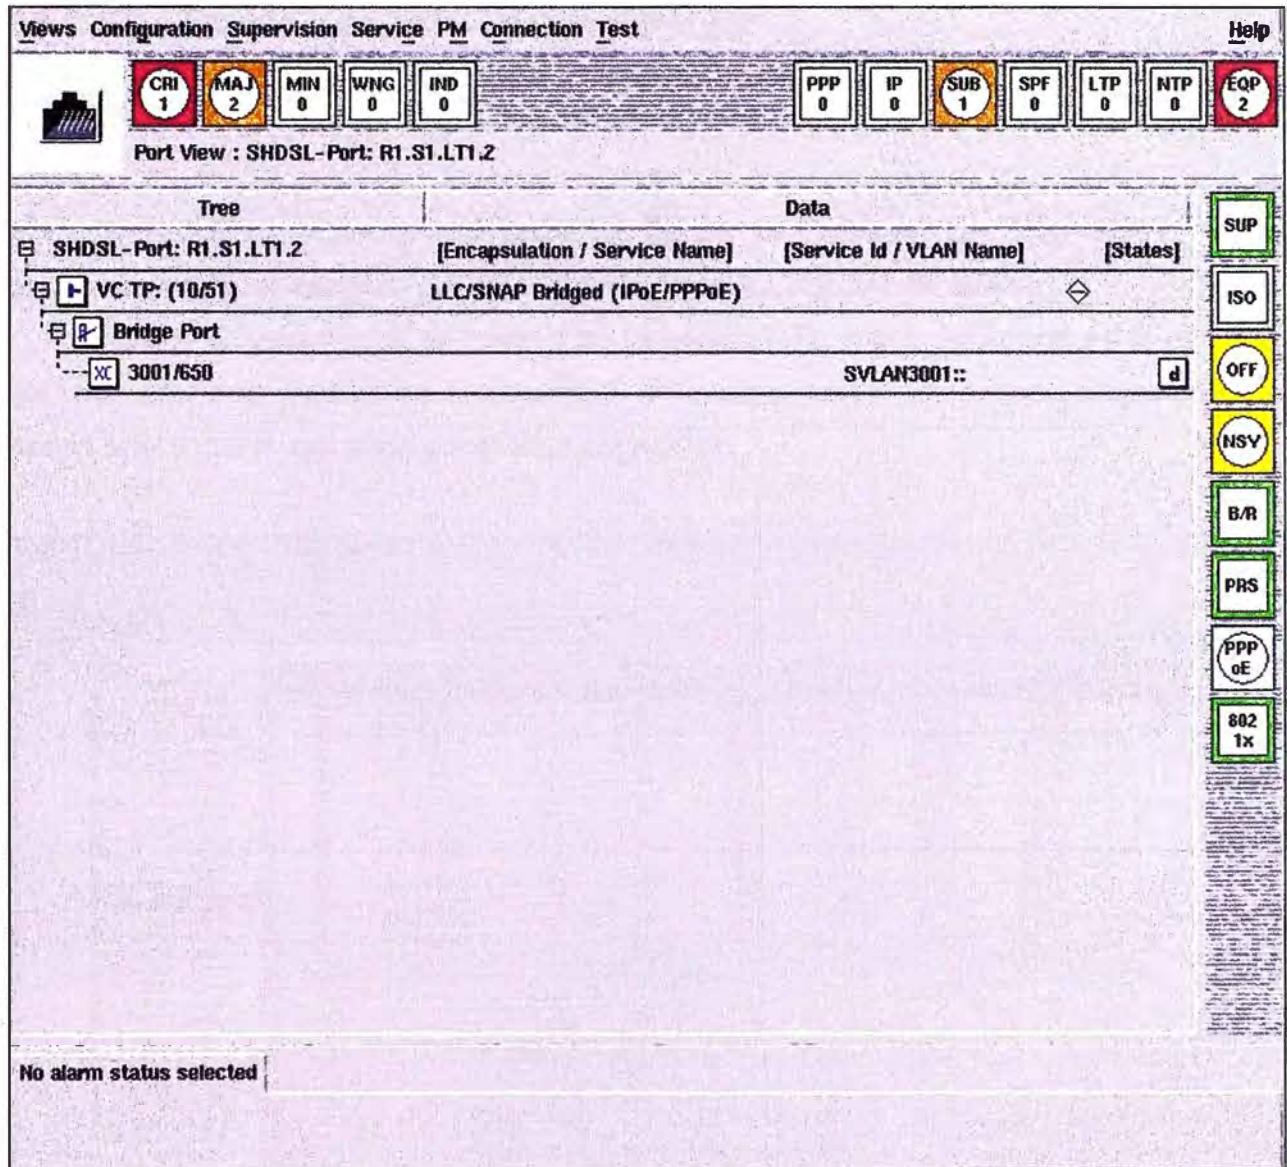 Views Configuration Supervision Service PM Connection Test Help
CRI 1 MAJ 2 MIN 0 WNG 0 IND 0 PPP 0 IP 0 SUB 1 SPF 0 LTP 0 NTP 0 EQP 2
Port View : SHDSL-Port: R1.S1.LT1.2
Tree Data
SHDSL-Port: R1.S1.LT1.2 [Encapsulation / Service Name] [Service Id / VLAN Name] [States]
VC TP: (10/51) LLC/SNAP Bridged (IPoE/PPPoE)
Bridge Port
XC 3001/650 SVLAN3001:: d
SUP
ISO
OFF
NSY
B/R
PRS
PPP
oE
802
1x
No alarm status selected